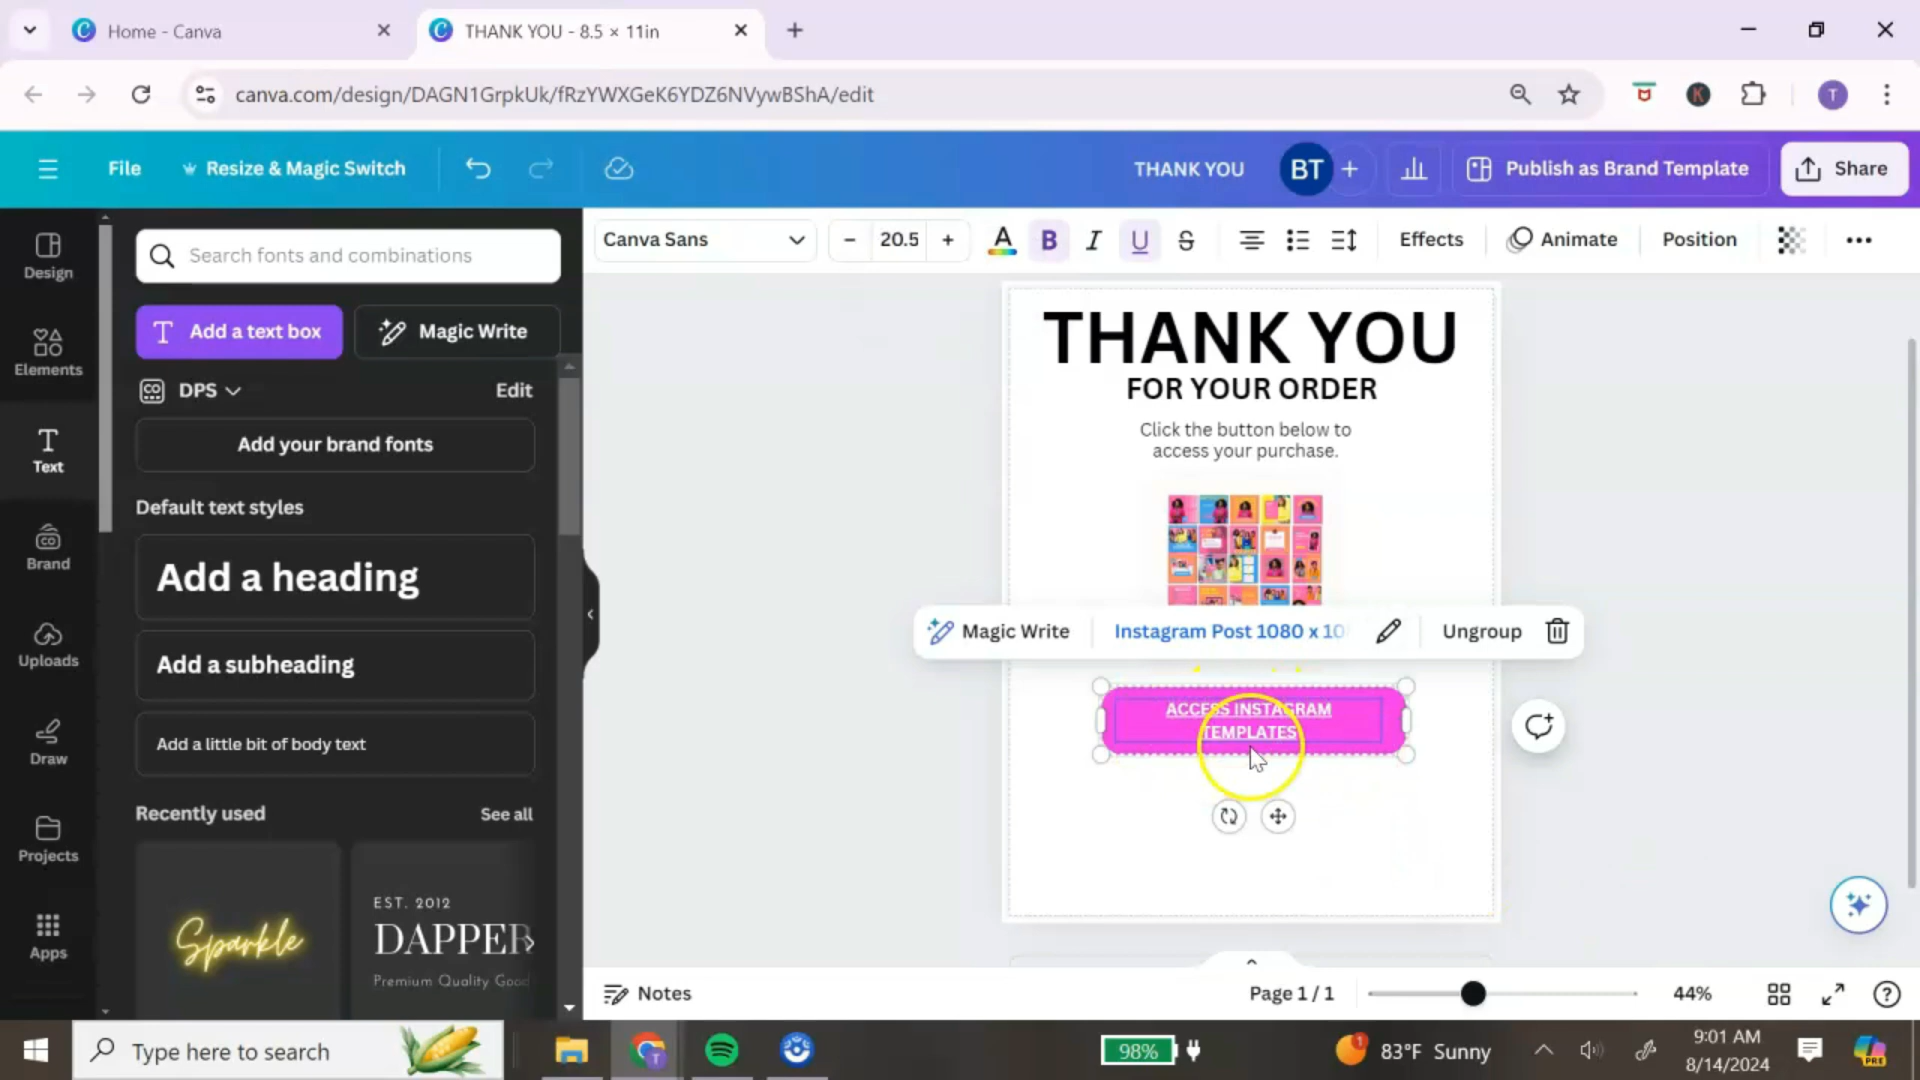 Home - Canva
THANK YOU - 8.5 × 11in
canva.com/design/DAGN1GrpkUk/fRzYWXGeK6YDZ6NVywBShA/edit
T
File
Resize & Magic Switch
THANK YOU
BT
Publish as Brand Template
Share
Design
Elements
Text
Brand
Uploads
Draw
Projects
Apps
Search fonts and combinations
Add a text box
Magic Write
DPS
Edit
Add your brand fonts
Default text styles
Add a heading
Add a subheading
Add a little bit of body text
Recently used
See all
Sparkle
EST. 2012
DAPPER
Premium Quality Good
Canva Sans
– 20.5 +
A B I U S
Effects
Animate
Position
THANK YOU
FOR YOUR ORDER
Click the button below to
access your purchase.
Magic Write
Instagram Post 1080 x 10
Ungroup
ACCESS INSTAGRAM
TEMPLATES
Notes
Page 1 / 1
44%
Type here to search
98%
83°F Sunny
9:01 AM
8/14/2024
PRE